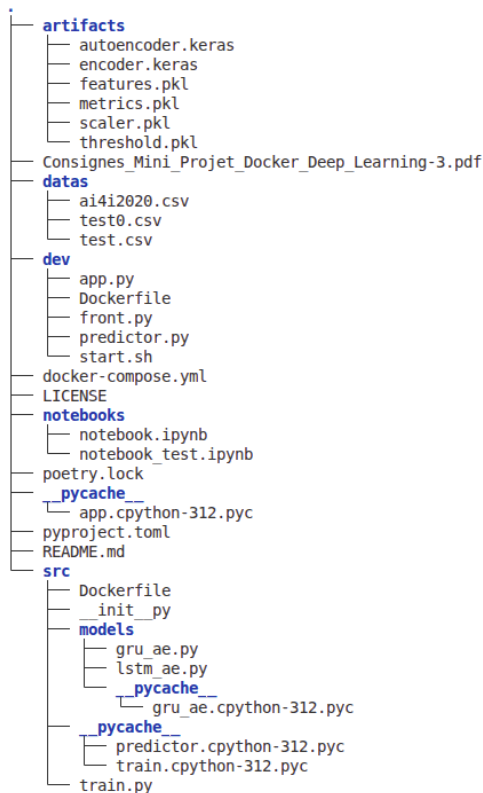 .
├── artifacts
│   ├── autoencoder.keras
│   ├── encoder.keras
│   ├── features.pkl
│   ├── metrics.pkl
│   ├── scaler.pkl
│   └── threshold.pkl
├── Consignes_Mini_Projet_Docker_Deep_Learning-3.pdf
├── datas
│   ├── ai4i2020.csv
│   ├── test0.csv
│   └── test.csv
├── dev
│   ├── app.py
│   ├── Dockerfile
│   ├── front.py
│   ├── predictor.py
│   └── start.sh
├── docker-compose.yml
├── LICENSE
├── notebooks
│   ├── notebook.ipynb
│   └── notebook_test.ipynb
├── poetry.lock
├── __pycache__
│   └── app.cpython-312.pyc
├── pyproject.toml
├── README.md
└── src
    ├── Dockerfile
    ├── __init__py
    ├── models
    │   ├── gru_ae.py
    │   ├── lstm_ae.py
    │   └── __pycache__
    │       └── gru_ae.cpython-312.pyc
    ├── __pycache__
    │   ├── predictor.cpython-312.pyc
    │   └── train.cpython-312.pyc
    └── train.py